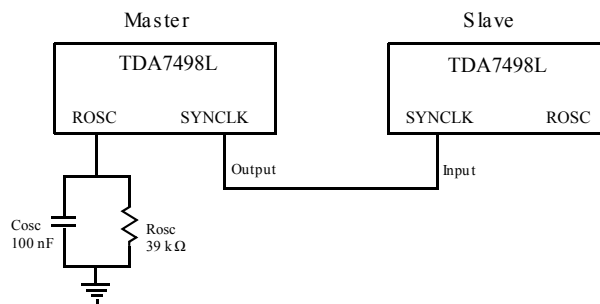 Master
Slave
TDA7498L
TDA7498L
ROSC
SYNCLK
SYNCLK
ROSC
Output
Input
Cosc
100 nF
Rosc
39 kΩ